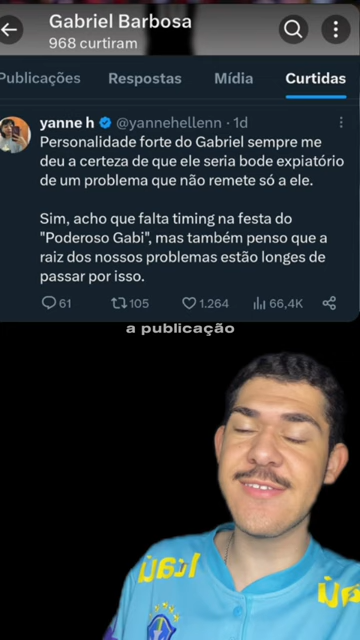 Gabriel Barbosa
968 curtiram
Publicações Respostas Mídia Curtidas
yanne h @yannehellenn · 1d
Personalidade forte do Gabriel sempre me
deu a certeza de que ele seria bode expiatório
de um problema que não remete só a ele.
Sim, acho que falta timing na festa do
"Poderoso Gabi", mas também penso que a
raiz dos nossos problemas estão longes de
passar por isso.
61 105 1.264 66,4K
a publicação
Itaú